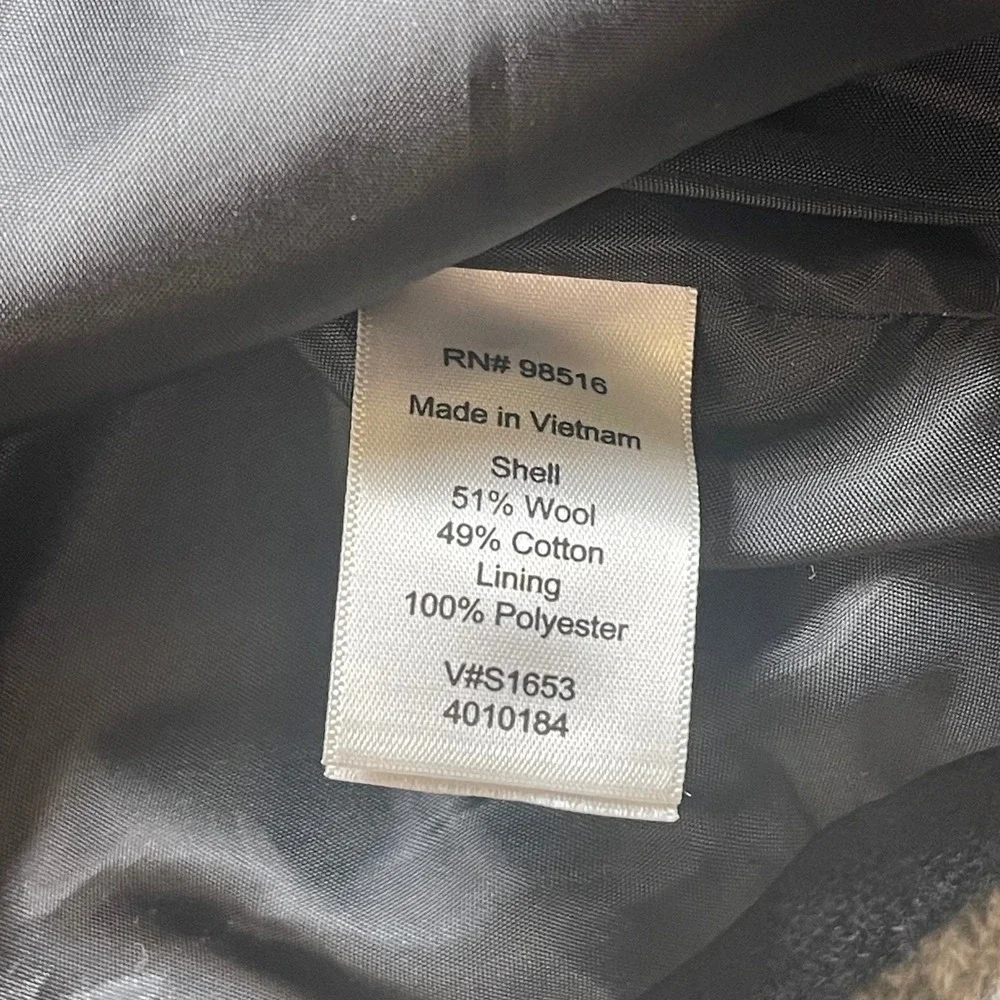 RN# 98516
Made in Vietnam
Shell
51% Wool
49% Cotton
Lining
100% Polyester
V#S1653
4010184